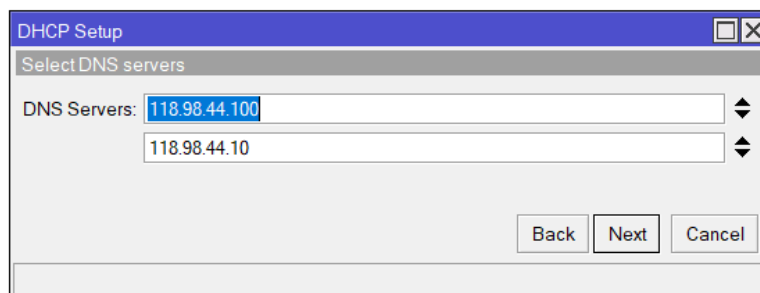 DHCP Setup
Select DNS servers
DNS Servers: 118.98.44.100
118.98.44.10
Back Next Cancel